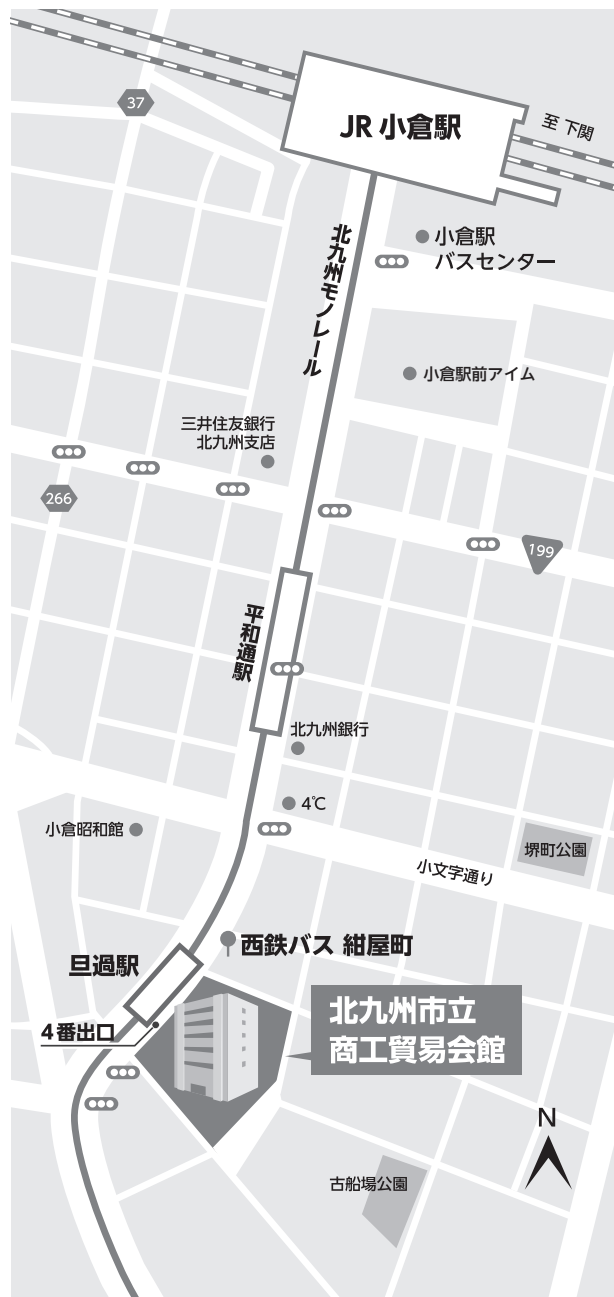 37
JR 小倉駅
至 下関
小倉駅
バスセンター
北九州モノレール
小倉駅前アイム
三井住友銀行
北九州支店
266
199
平和通駅
北九州銀行
4℃
小倉昭和館
堺町公園
小文字通り
西鉄バス 紺屋町
旦過駅
4番出口
北九州市立
商工貿易会館
N
古船場公園